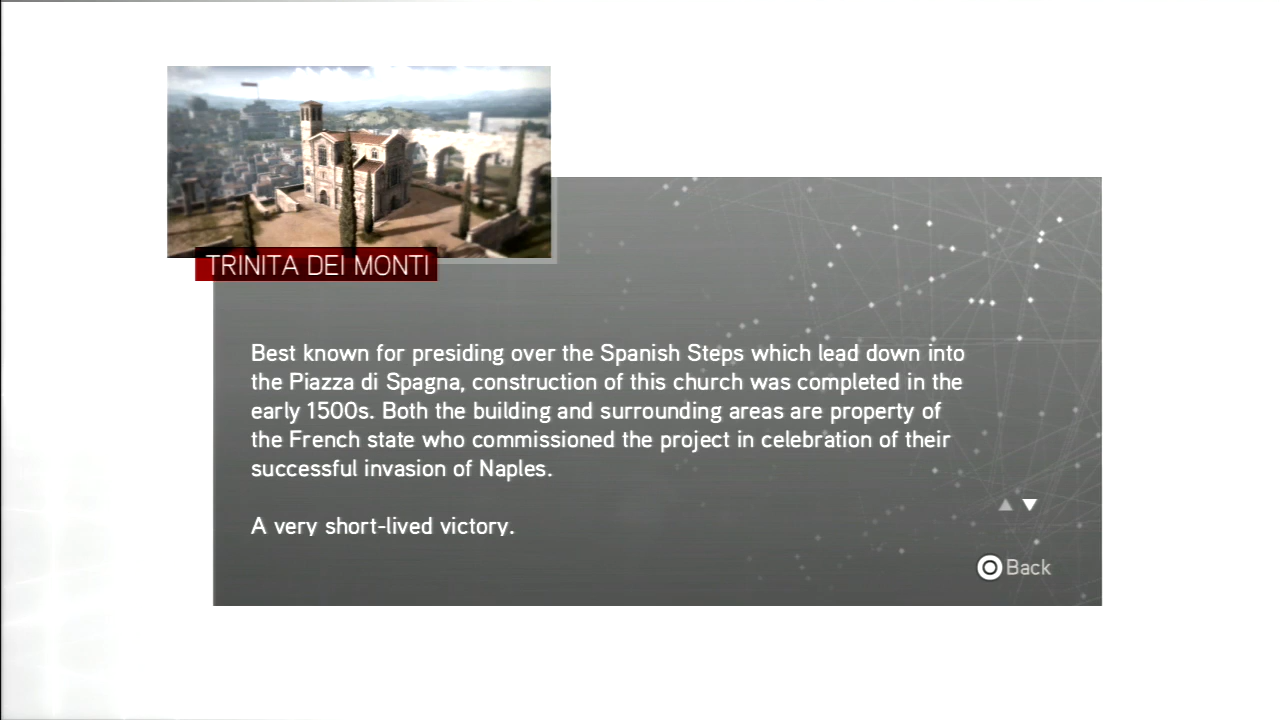 TRINITA DEI MONTI
Best known for presiding over the Spanish Steps which lead down into
the Piazza di Spagna, construction of this church was completed in the
early 1500s. Both the building and surrounding areas are property of
the French state who commissioned the project in celebration of their
successful invasion of Naples.
A very short-lived victory.
Back